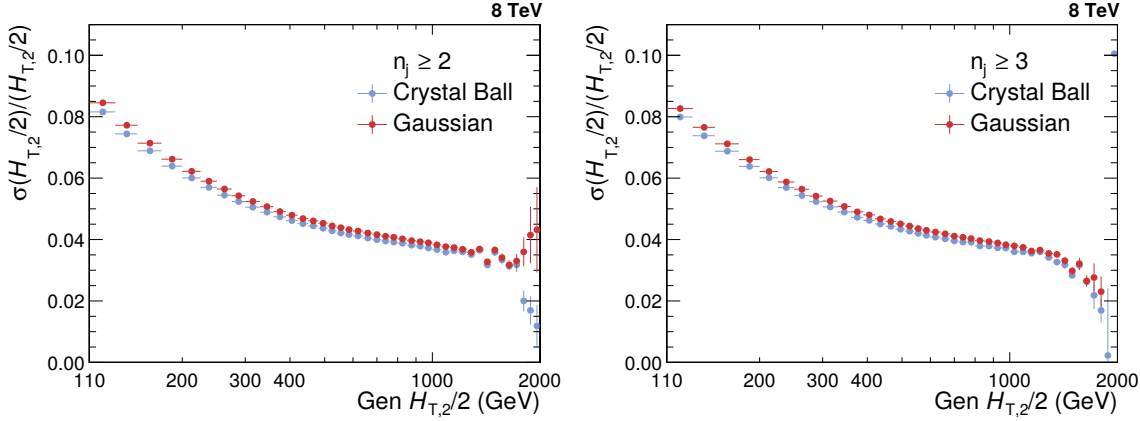 8 TeV
σ(H_T,2/2)/(H_T,2/2)
0.10
0.08
0.06
0.04
0.02
0.00
n_j ≥ 2
Crystal Ball
Gaussian
110 200 300 400 1000 2000
Gen H_T,2/2 (GeV)
8 TeV
σ(H_T,2/2)/(H_T,2/2)
0.10
0.08
0.06
0.04
0.02
0.00
n_j ≥ 3
Crystal Ball
Gaussian
110 200 300 400 1000 2000
Gen H_T,2/2 (GeV)